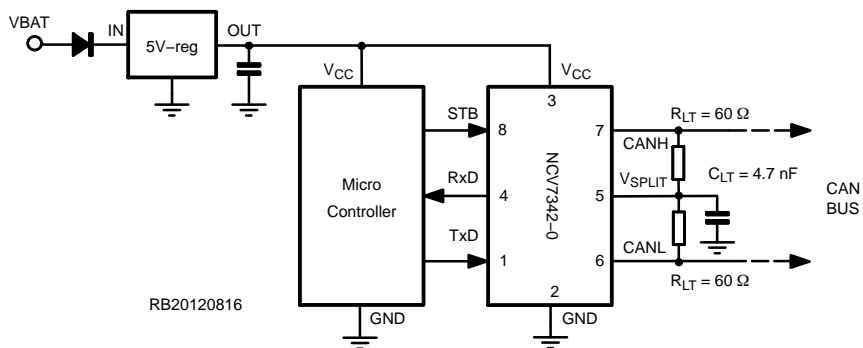 VBAT
IN
5V−reg
OUT
VCC
VCC
3
STB
8
7
RLT = 60 Ω
CANH
Micro
Controller
RxD
4
NCV7342−0
VSPLIT
5
CLT = 4.7 nF
CAN
BUS
TxD
1
CANL
6
RLT = 60 Ω
2
RB20120816
GND
GND